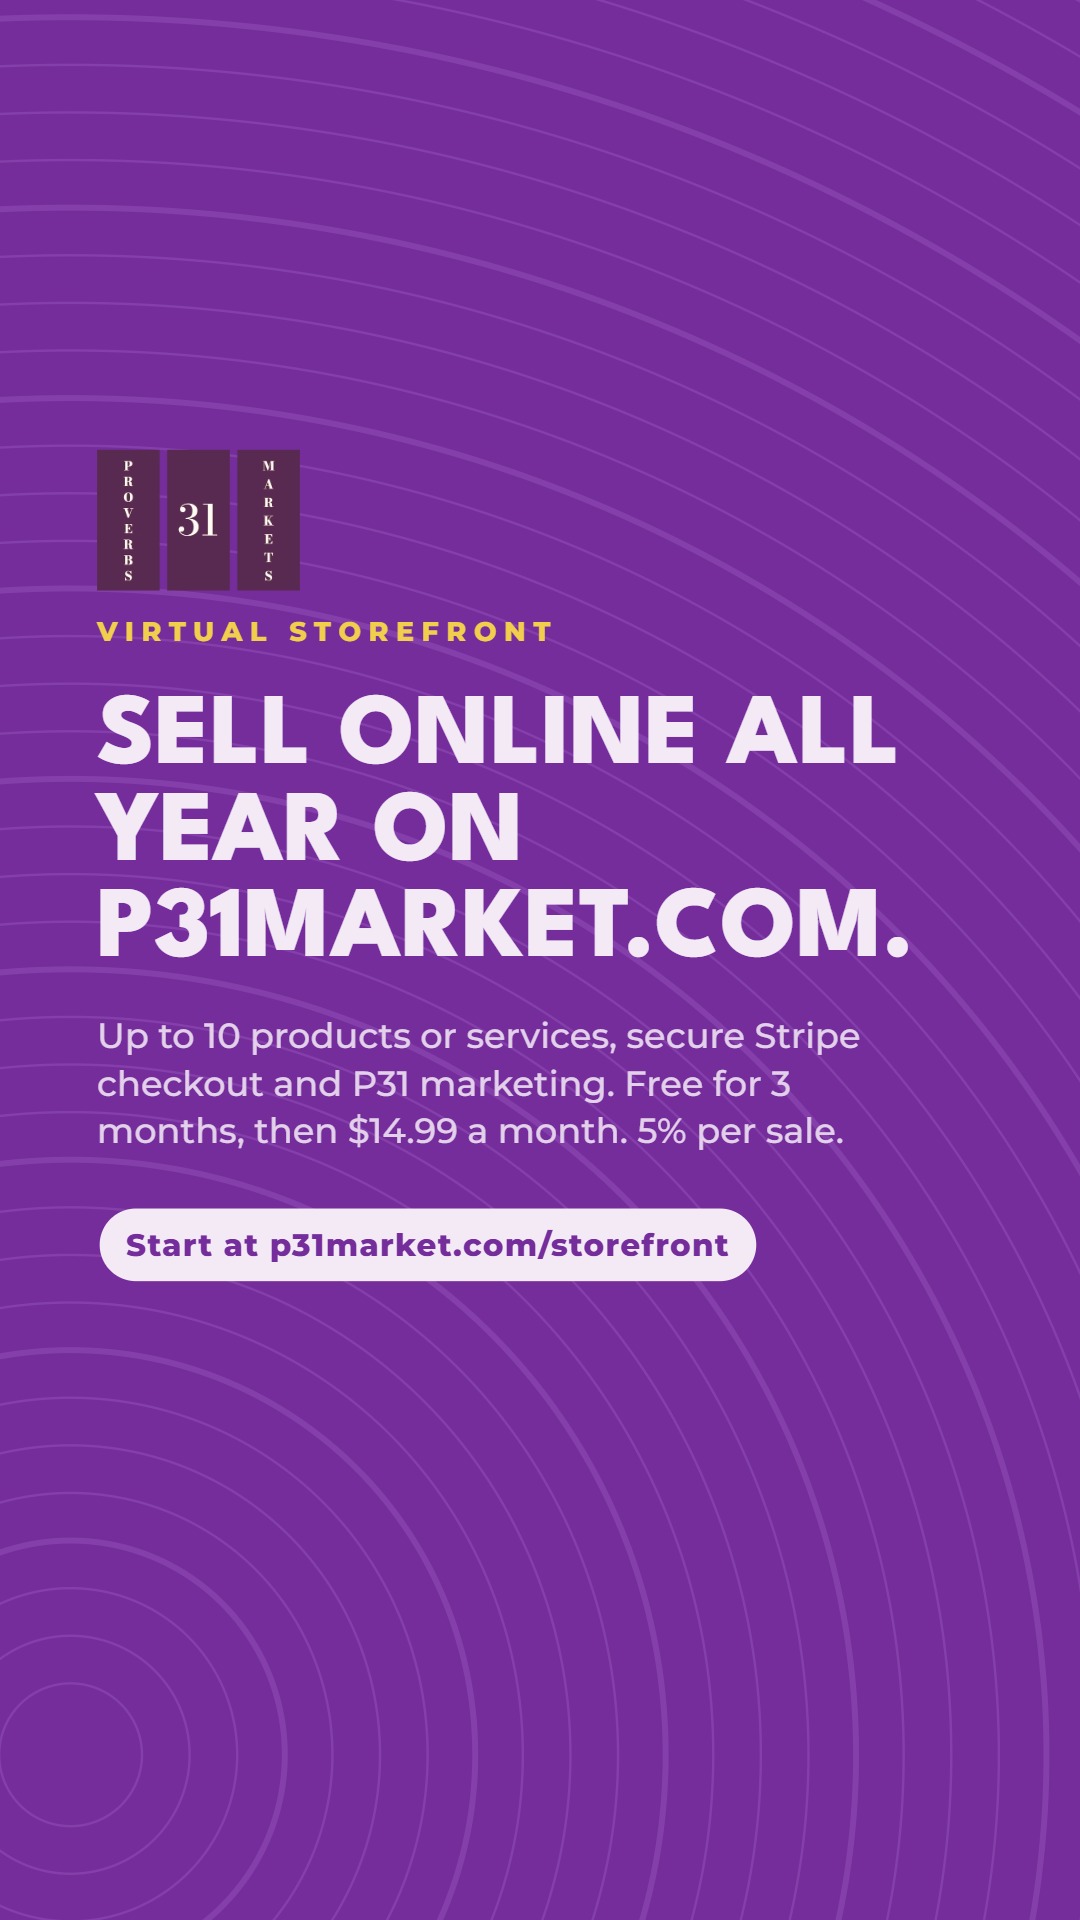 PROVERBS
31
MARKETS
VIRTUAL STOREFRONT
SELL ONLINE ALL
YEAR ON
P31MARKET.COM.
Up to 10 products or services, secure Stripe
checkout and P31 marketing. Free for 3
months, then $14.99 a month. 5% per sale.
Start at p31market.com/storefront